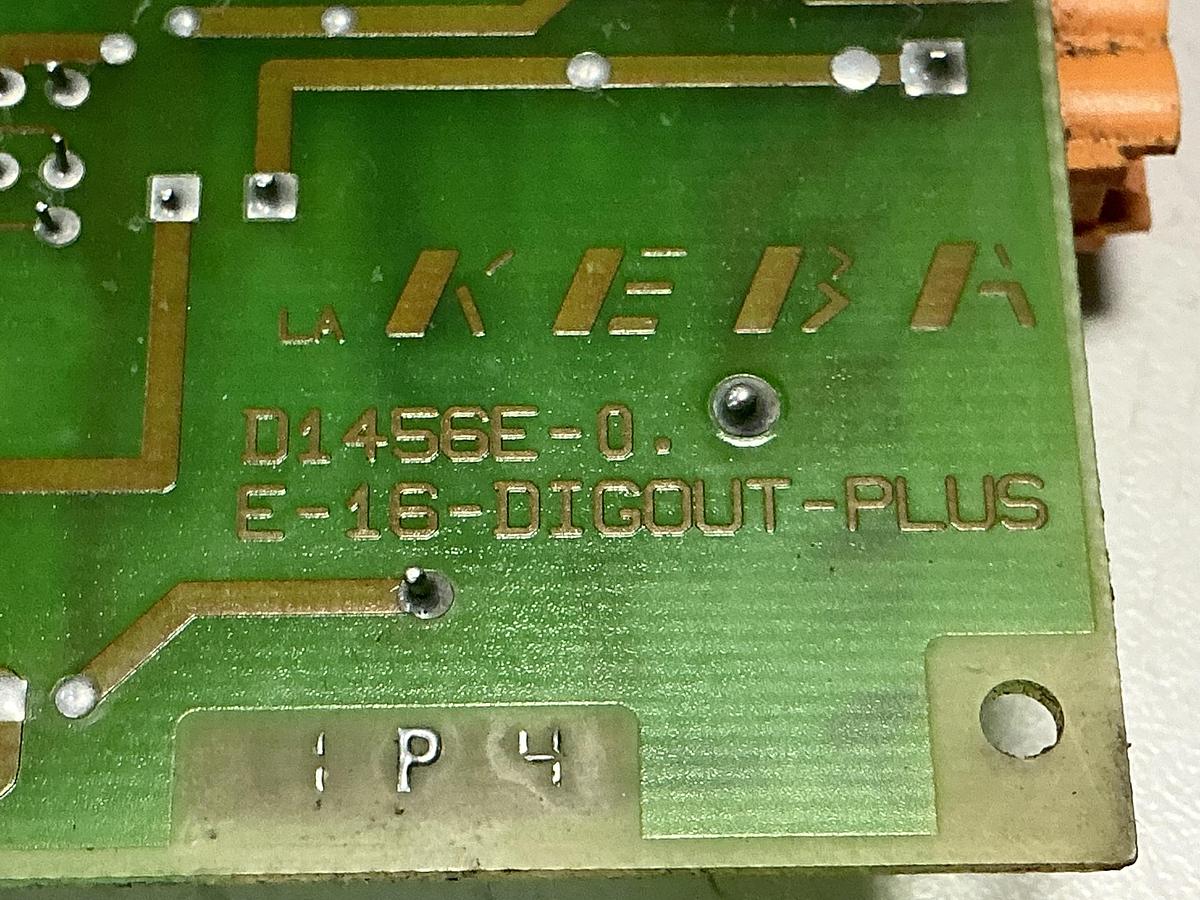 LA KEBA
D1456E-0.
E-16-DIGOUT-PLUS
1 P 4